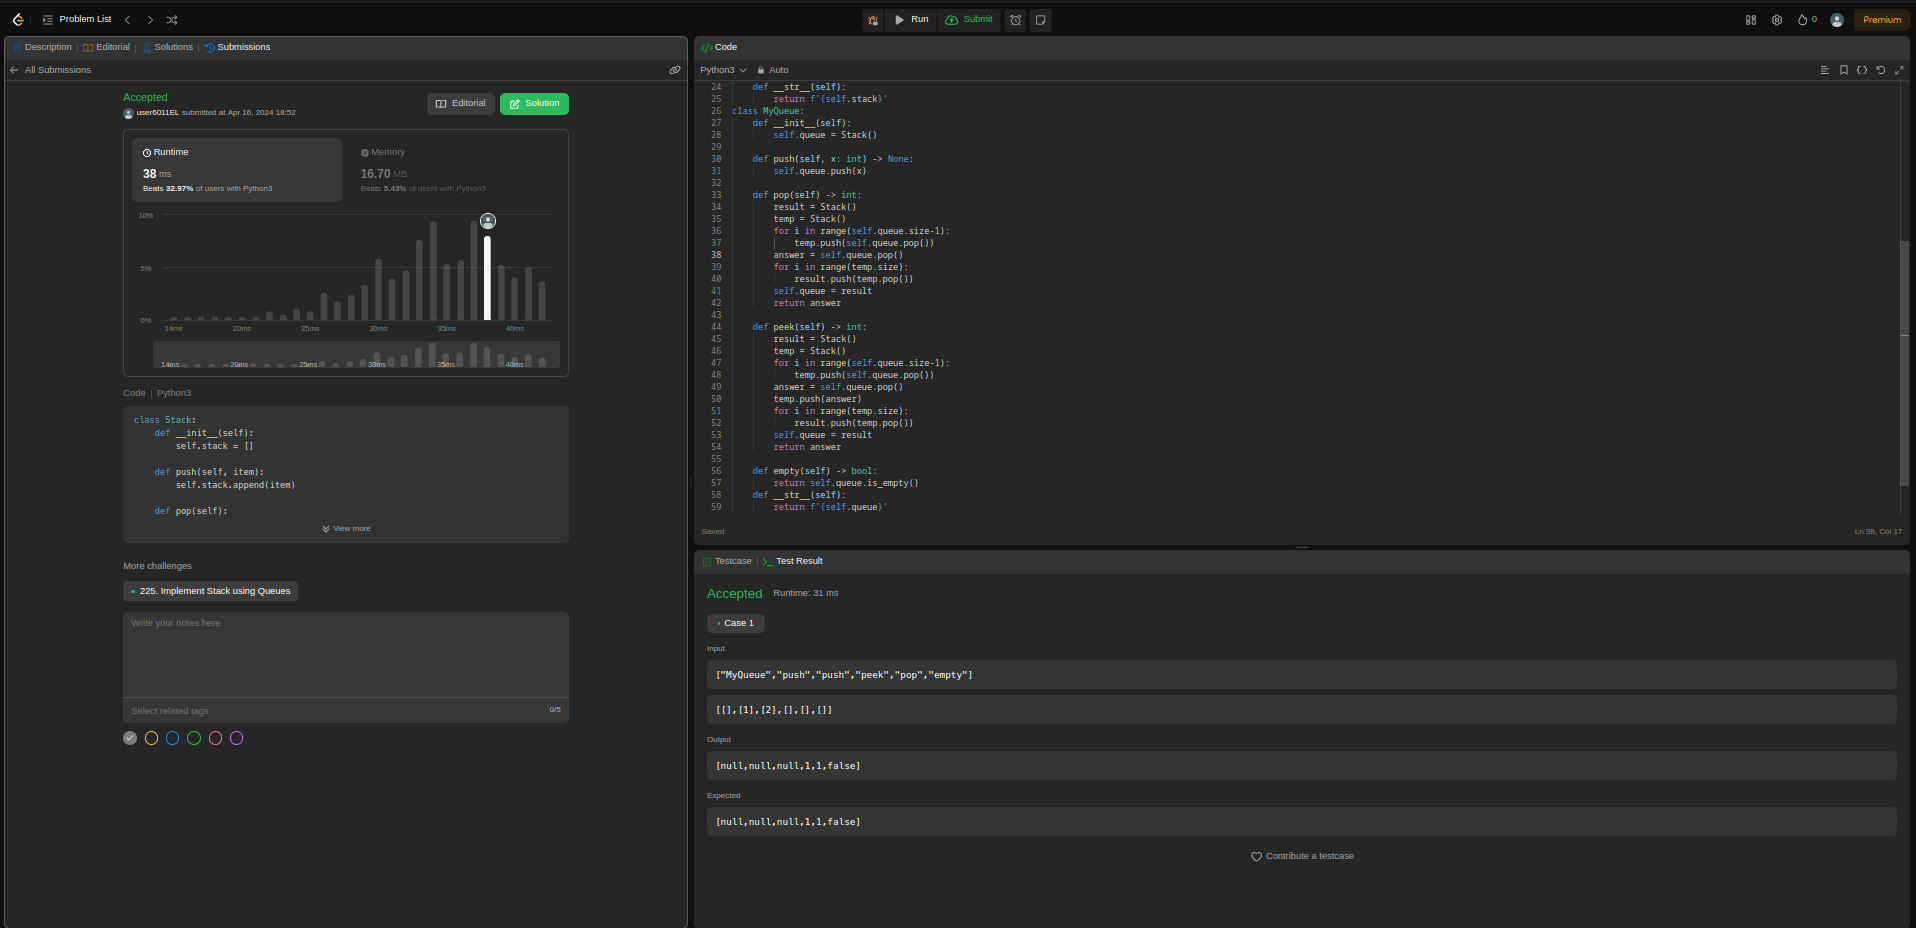 Problem List
Run
Submit
0
Premium
Description | Editorial | Solutions | Submissions
All Submissions
Accepted
user6011EL submitted at Apr 16, 2024 18:52
Editorial
Solution
Runtime
38 ms
Beats 32.97% of users with Python3
Memory
16.70 MB
Beats 5.43% of users with Python3
10%
5%
0%
14ms 20ms 25ms 30ms 35ms 40ms
14ms 20ms 25ms 30ms 35ms 40ms
Code | Python3
class Stack:
    def __init__(self):
        self.stack = []
    def push(self, item):
        self.stack.append(item)
    def pop(self):
View more
More challenges
225. Implement Stack using Queues
Write your notes here
Select related tags
0/5
Code
Python3
Auto
24     def __str__(self):
25         return f'{self.stack}'
26 class MyQueue:
27     def __init__(self):
28         self.queue = Stack()
29
30     def push(self, x: int) -> None:
31         self.queue.push(x)
32
33     def pop(self) -> int:
34         result = Stack()
35         temp = Stack()
36         for i in range(self.queue.size-1):
37             temp.push(self.queue.pop())
38         answer = self.queue.pop()
39         for i in range(temp.size):
40             result.push(temp.pop())
41         self.queue = result
42         return answer
43
44     def peek(self) -> int:
45         result = Stack()
46         temp = Stack()
47         for i in range(self.queue.size-1):
48             temp.push(self.queue.pop())
49         answer = self.queue.pop()
50         temp.push(answer)
51         for i in range(temp.size):
52             result.push(temp.pop())
53         self.queue = result
54         return answer
55
56     def empty(self) -> bool:
57         return self.queue.is_empty()
58     def __str__(self):
59         return f'{self.queue}'
Saved
Ln 38, Col 17
Testcase | Test Result
Accepted
Runtime: 31 ms
Case 1
Input
["MyQueue","push","push","peek","pop","empty"]
[[],[1],[2],[],[],[]]
Output
[null,null,null,1,1,false]
Expected
[null,null,null,1,1,false]
Contribute a testcase